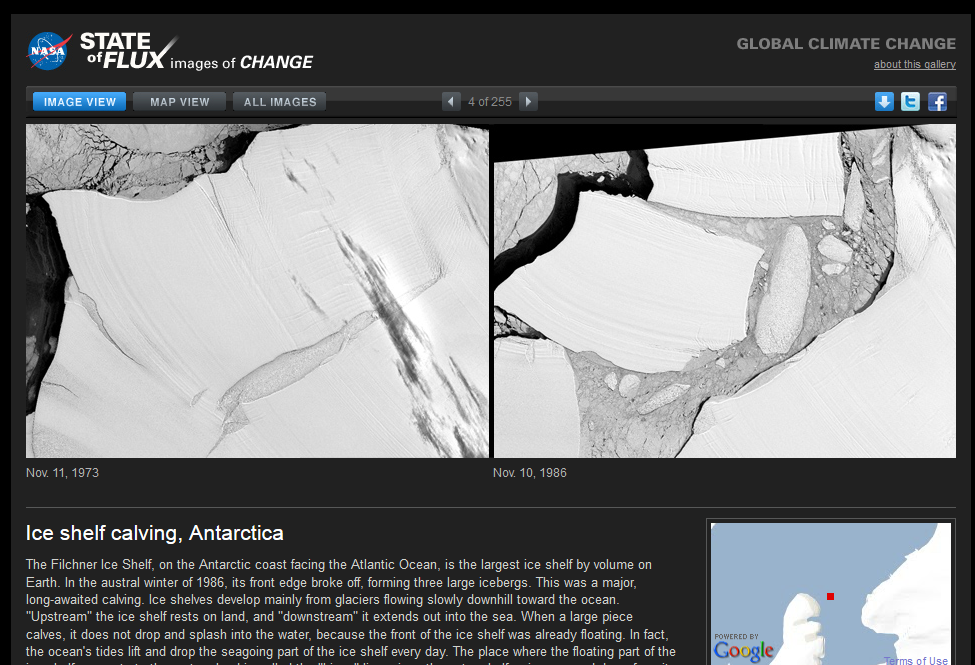 NASA
STATE
of FLUX images of CHANGE
GLOBAL CLIMATE CHANGE
about this gallery
IMAGE VIEW
MAP VIEW
ALL IMAGES
4 of 255
Nov. 11, 1973
Nov. 10, 1986
Ice shelf calving, Antarctica
The Filchner Ice Shelf, on the Antarctic coast facing the Atlantic Ocean, is the largest ice shelf by volume on
Earth. In the austral winter of 1986, its front edge broke off, forming three large icebergs. This was a major,
long-awaited calving. Ice shelves develop mainly from glaciers flowing slowly downhill toward the ocean.
"Upstream" the ice shelf rests on land, and "downstream" it extends out into the sea. When a large piece
calves, it does not drop and splash into the water, because the front of the ice shelf was already floating. In fact,
the ocean's tides lift and drop the seagoing part of the ice shelf every day. The place where the floating part of the
POWERED BY
Google
Terms of Use